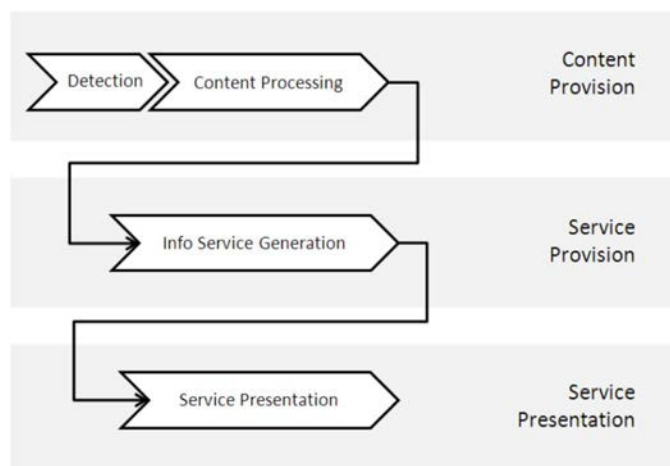 Detection
Content Processing
Content
Provision
Info Service Generation
Service
Provision
Service Presentation
Service
Presentation